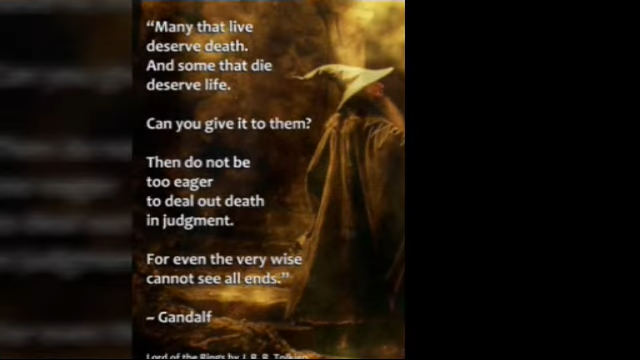 “Many that live
deserve death.
And some that die
deserve life.
Can you give it to them?
Then do not be
too eager
to deal out death
in judgment.
For even the very wise
cannot see all ends.”
~ Gandalf
Lord of the Rings by J. R. R. Tolkien